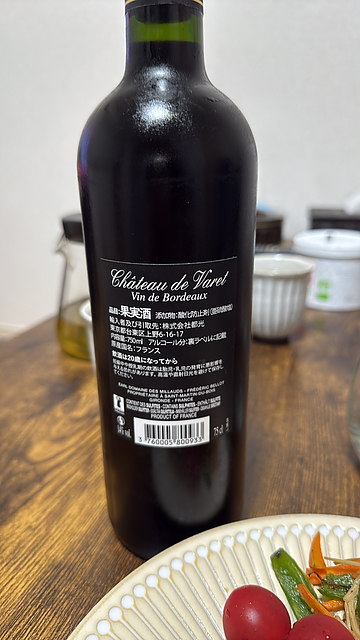 Château de Varet
Vin de Bordeaux
品目:果実酒 添加物:酸化防止剤(亜硫酸塩)
輸入者及び引取先:株式会社都光
東京都台東区上野6-16-17
内容量:750ml アルコール分:裏ラベルに記載
原産国名:フランス
飲酒は20歳になってから
EARL DOMAINE DES MILLAUDS - FRÉDÉRIC BELLOT
PROPRIÉTAIRE À SAINT-MARTIN-DU-BOIS
GIRONDE - FRANCE
PRODUCT OF FRANCE
75 cl
3 760005 800933